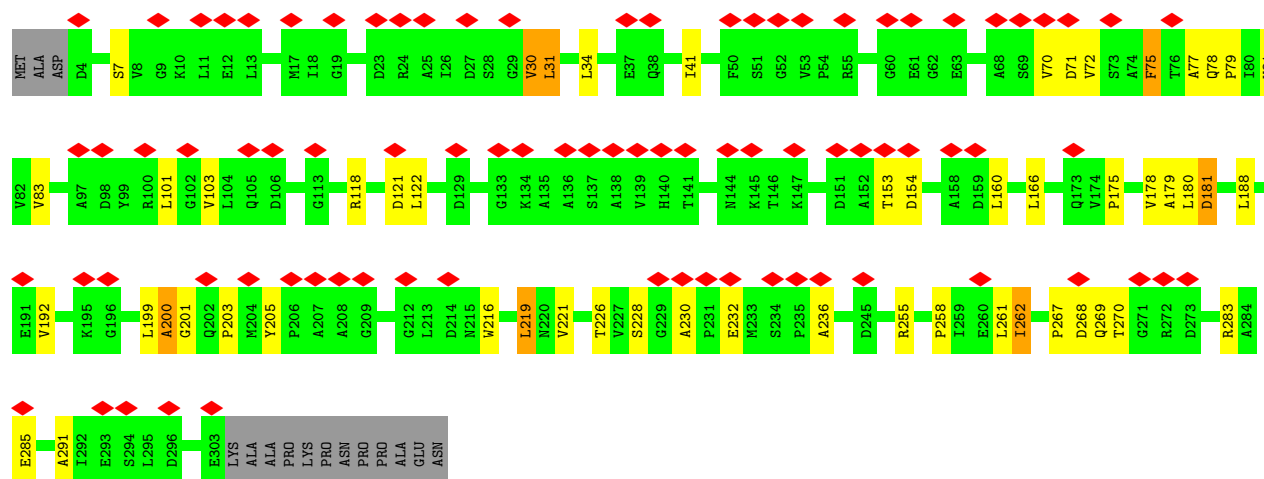 MET ALA ASP D4 S7 V8 G9 K10 L11 E12 L13 M17 I18 G19 D23 R24 A25 I26 D27 S28 G29 V30 L31 L34 E37 Q38 I41 F50 S51 G52 V53 P54 R55 G60 E61 G62 E63 A68 S69 V70 D71 V72 S73 A74 F75 T76 A77 Q78 P79 I80
V82 V83 A97 D98 Y99 R100 L101 G102 V103 L104 Q105 D106 G113 R118 D121 L122 D129 G133 K134 A135 A136 S137 A138 V139 H140 T141 N144 K145 T146 K147 D151 A152 T153 D154 A158 D159 L160 L166 Q173 V174 P175 V178 A179 L180 D181 L188
E191 V192 K195 G196 L199 A200 G201 Q202 P203 M204 Y205 P206 A207 A208 G209 G212 L213 D214 N215 W216 L219 N220 V221 T226 V227 S228 G229 A230 P231 E232 M233 S234 P235 A236 D245 R255 P258 I259 E260 L261 I262 P267 D268 Q269 T270 G271 R272 D273 R283 A284
E285 A291 I292 E293 S294 L295 D296 E303 LYS ALA ALA PRO LYS PRO ASN PRO PRO ALA GLU ASN